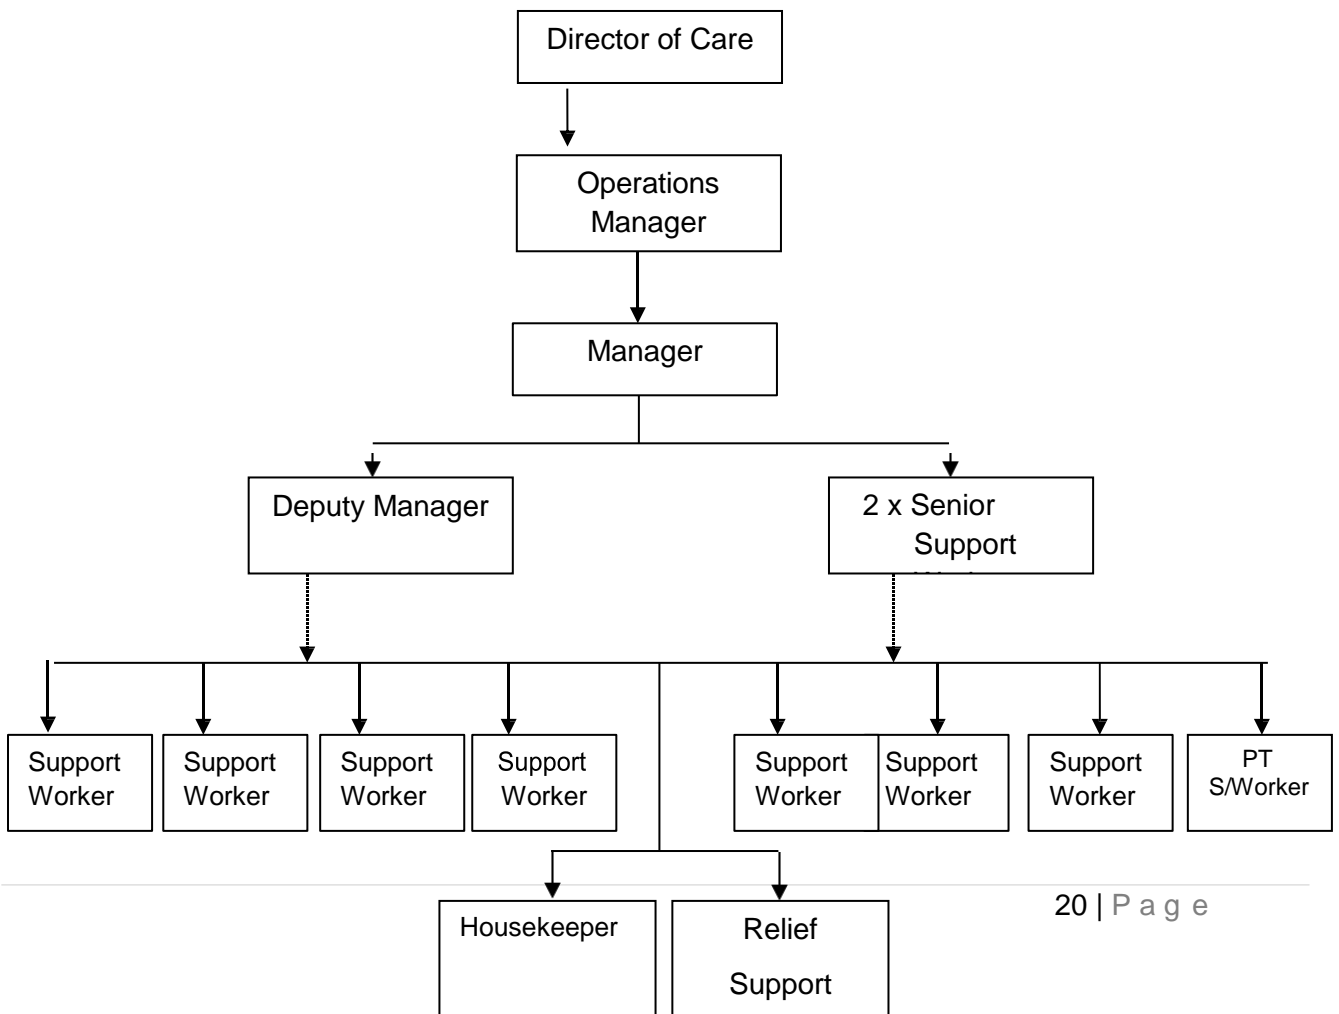 Director of Care
Operations
Manager
Manager
Deputy Manager
2 x Senior
Support
Support
Worker
Support
Worker
Support
Worker
Support
Worker
Support
Worker
Support
Worker
Support
Worker
PT
S/Worker
20 | P a g e
Housekeeper
Relief
Support